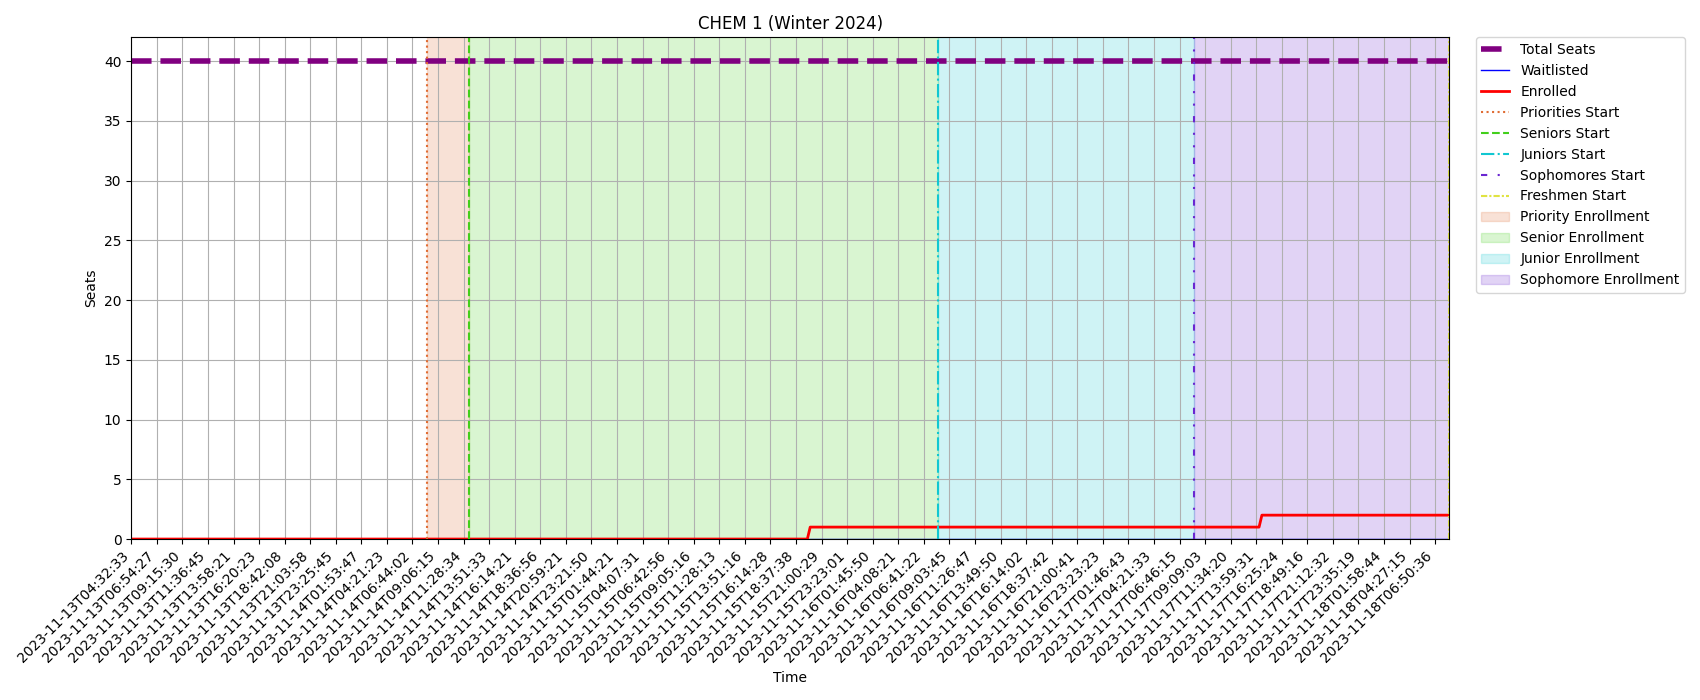 CHEM 1 (Winter 2024)
Seats
40
35
30
25
20
15
10
5
0
2023-11-13T04:32:33
2023-11-13T06:54:27
2023-11-13T09:15:30
2023-11-13T11:36:45
2023-11-13T13:58:21
2023-11-13T16:20:23
2023-11-13T18:42:08
2023-11-13T21:03:58
2023-11-13T23:25:45
2023-11-14T01:53:47
2023-11-14T04:21:23
2023-11-14T06:44:02
2023-11-14T09:06:15
2023-11-14T11:28:34
2023-11-14T13:51:33
2023-11-14T16:14:21
2023-11-14T18:36:56
2023-11-14T20:59:21
2023-11-14T23:21:50
2023-11-15T01:44:21
2023-11-15T04:07:31
2023-11-15T06:42:56
2023-11-15T09:05:16
2023-11-15T11:28:13
2023-11-15T13:51:16
2023-11-15T16:14:28
2023-11-15T18:37:38
2023-11-15T21:00:29
2023-11-15T23:23:01
2023-11-16T01:45:50
2023-11-16T04:08:21
2023-11-16T06:41:22
2023-11-16T09:03:45
2023-11-16T11:26:47
2023-11-16T13:49:50
2023-11-16T16:14:02
2023-11-16T18:37:42
2023-11-16T21:00:41
2023-11-16T23:23:23
2023-11-17T01:46:43
2023-11-17T04:21:33
2023-11-17T06:46:15
2023-11-17T09:09:03
2023-11-17T11:34:20
2023-11-17T13:59:31
2023-11-17T16:25:24
2023-11-17T18:49:16
2023-11-17T21:12:32
2023-11-17T23:35:19
2023-11-18T01:58:44
2023-11-18T04:27:15
2023-11-18T06:50:36
Time
Total Seats
Waitlisted
Enrolled
Priorities Start
Seniors Start
Juniors Start
Sophomores Start
Freshmen Start
Priority Enrollment
Senior Enrollment
Junior Enrollment
Sophomore Enrollment